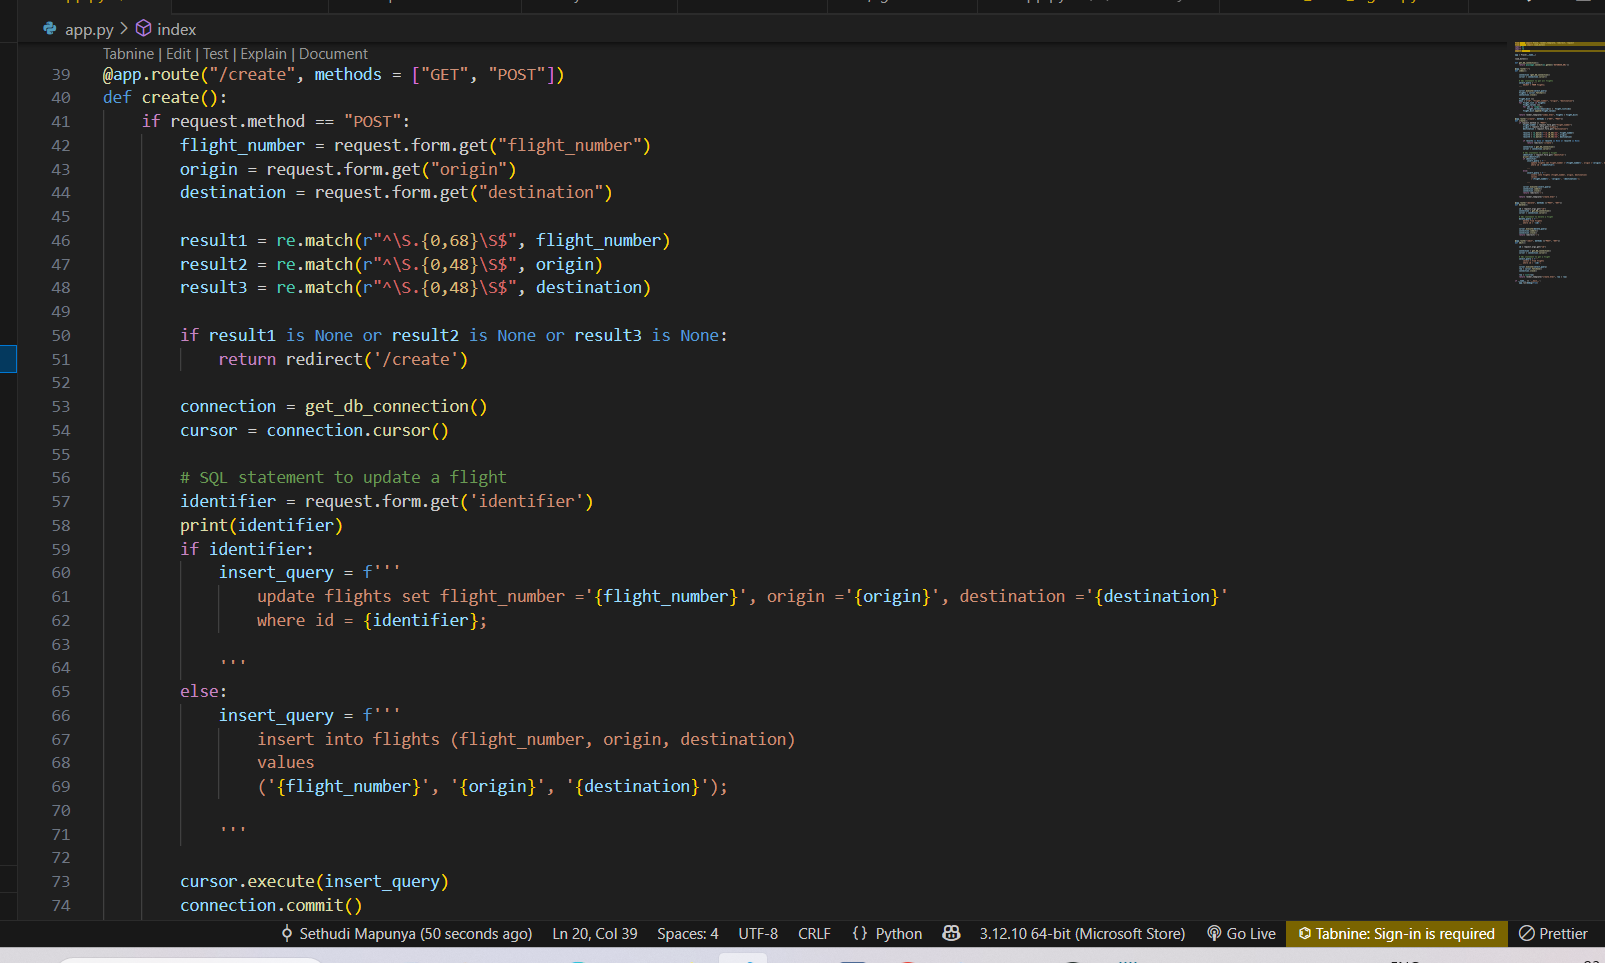 app.py > index
Tabnine | Edit | Test | Explain | Document
39 @app.route("/create", methods = ["GET", "POST"])
40 def create():
41     if request.method == "POST":
42         flight_number = request.form.get("flight_number")
43         origin = request.form.get("origin")
44         destination = request.form.get("destination")
45
46         result1 = re.match(r"^\S.{0,68}\S$", flight_number)
47         result2 = re.match(r"^\S.{0,48}\S$", origin)
48         result3 = re.match(r"^\S.{0,48}\S$", destination)
49
50         if result1 is None or result2 is None or result3 is None:
51             return redirect('/create')
52
53         connection = get_db_connection()
54         cursor = connection.cursor()
55
56         # SQL statement to update a flight
57         identifier = request.form.get('identifier')
58         print(identifier)
59         if identifier:
60             insert_query = f'''
61                 update flights set flight_number ='{flight_number}', origin ='{origin}', destination ='{destination}'
62                 where id = {identifier};
63
64             '''
65         else:
66             insert_query = f'''
67                 insert into flights (flight_number, origin, destination)
68                 values
69                 ('{flight_number}', '{origin}', '{destination}');
70
71             '''
72
73         cursor.execute(insert_query)
74         connection.commit()
Sethudi Mapunya (50 seconds ago) Ln 20, Col 39 Spaces: 4 UTF-8 CRLF {} Python 3.12.10 64-bit (Microsoft Store) Go Live Tabnine: Sign-in is required Prettier